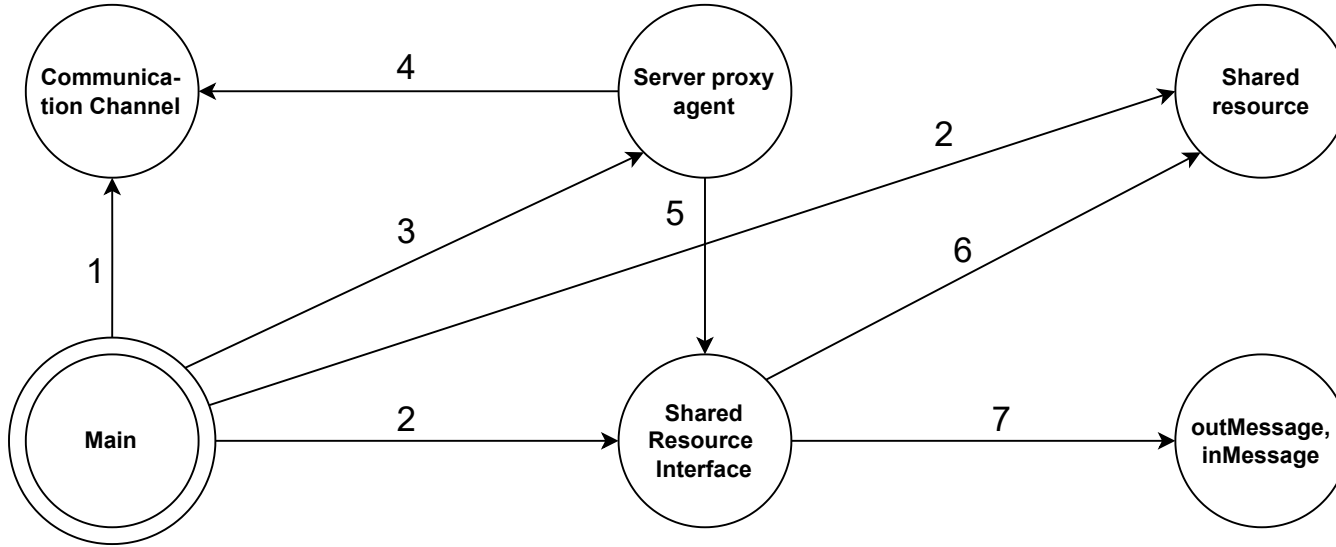 Communica-
tion Channel
4
Server proxy
agent
Shared
resource
2
3
5
6
1
Main
2
Shared
Resource
Interface
7
outMessage,
inMessage